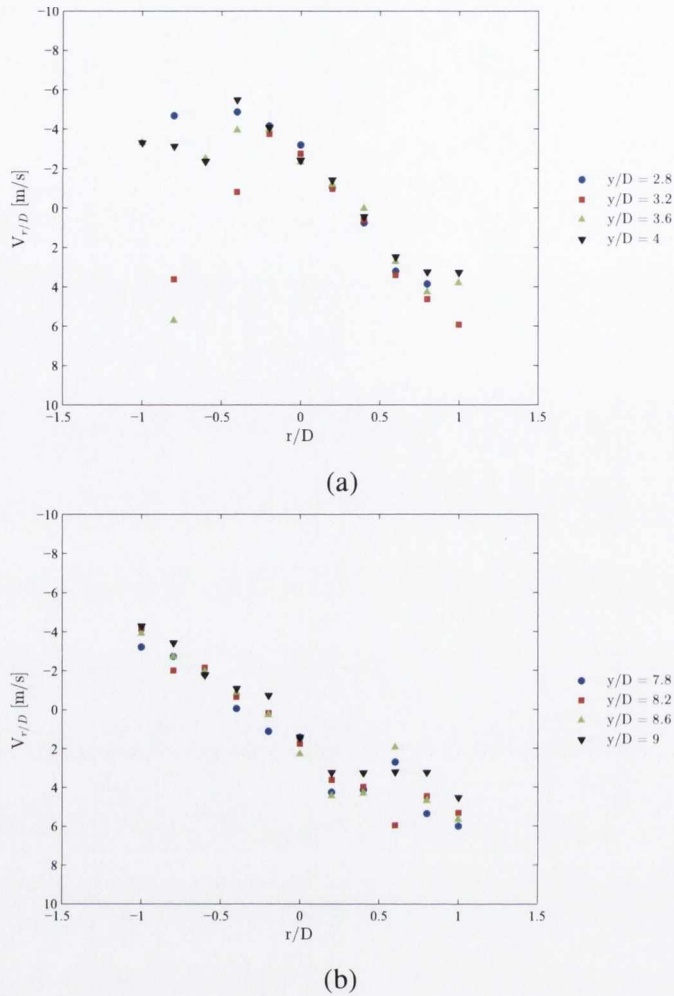 −10
−8
−6
−4
−2
0
2
4
6
8
10
V_{r/D} [m/s]
−1.5
−1
−0.5
0
0.5
1
1.5
r/D
y/D = 2.8
y/D = 3.2
y/D = 3.6
y/D = 4
(a)
−10
−8
−6
−4
−2
0
2
4
6
8
10
V_{r/D} [m/s]
−1.5
−1
−0.5
0
0.5
1
1.5
r/D
y/D = 7.8
y/D = 8.2
y/D = 8.6
y/D = 9
(b)